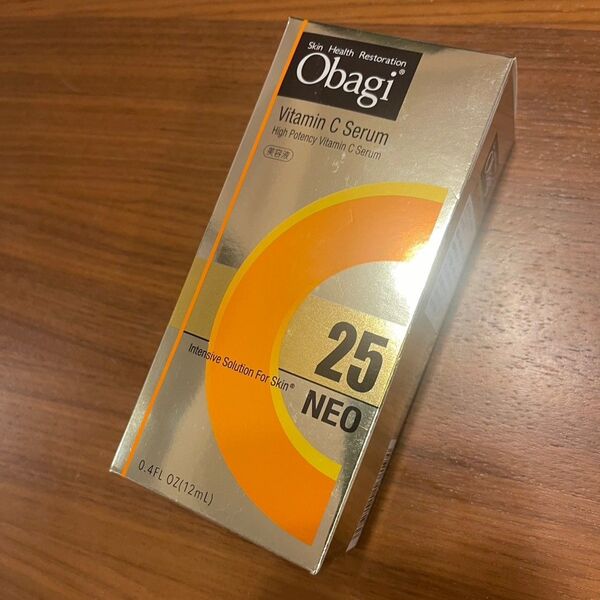 Skin Health Restoration
Obagi®
Vitamin C Serum
High Potency Vitamin C Serum
美容液
25
NEO
Intensive Solution For Skin®
0.4FL OZ(12mL)